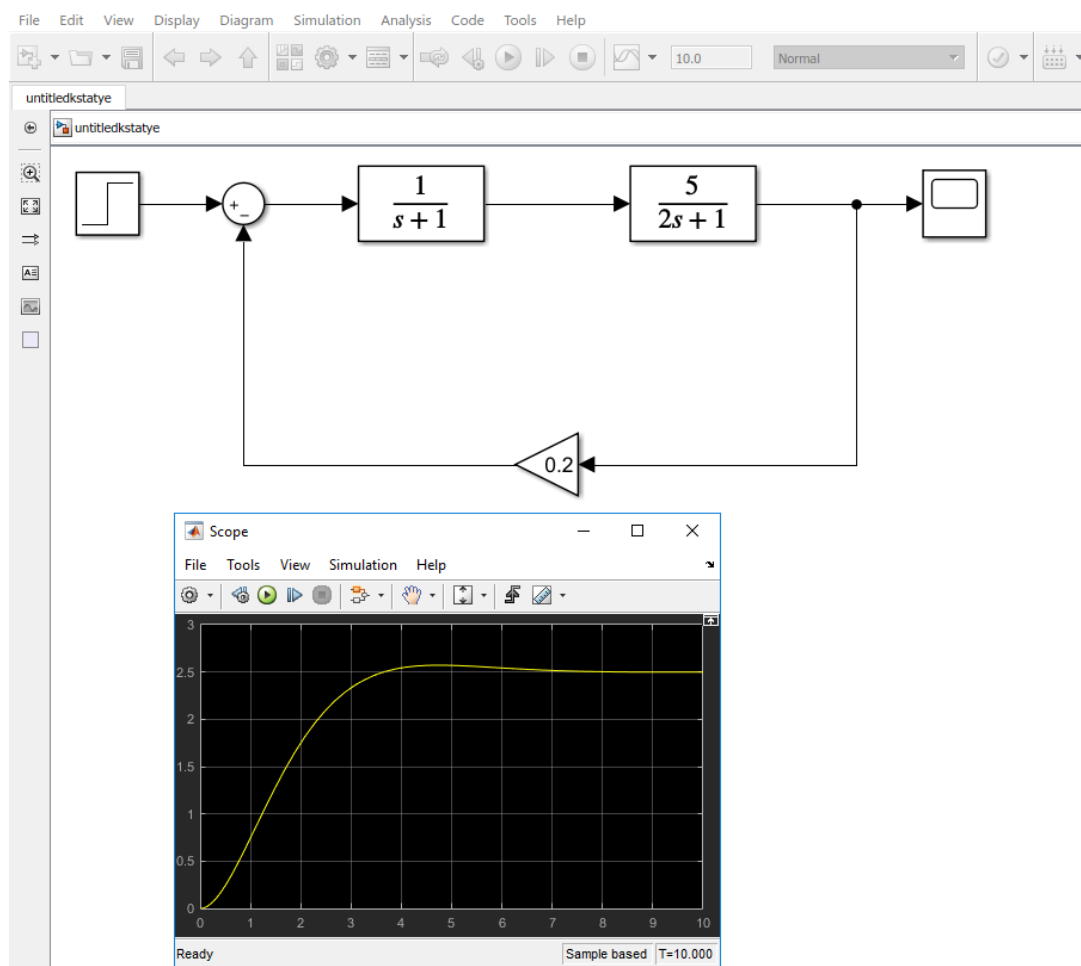 File Edit View Display Diagram Simulation Analysis Code Tools Help
10.0 Normal
untitledkstatye
untitledkstatye
+ −
1
s + 1
5
2s + 1
0.2
Scope
File Tools View Simulation Help
3
2.5
2
1.5
1
0.5
0
0 1 2 3 4 5 6 7 8 9 10
Ready Sample based T=10.000